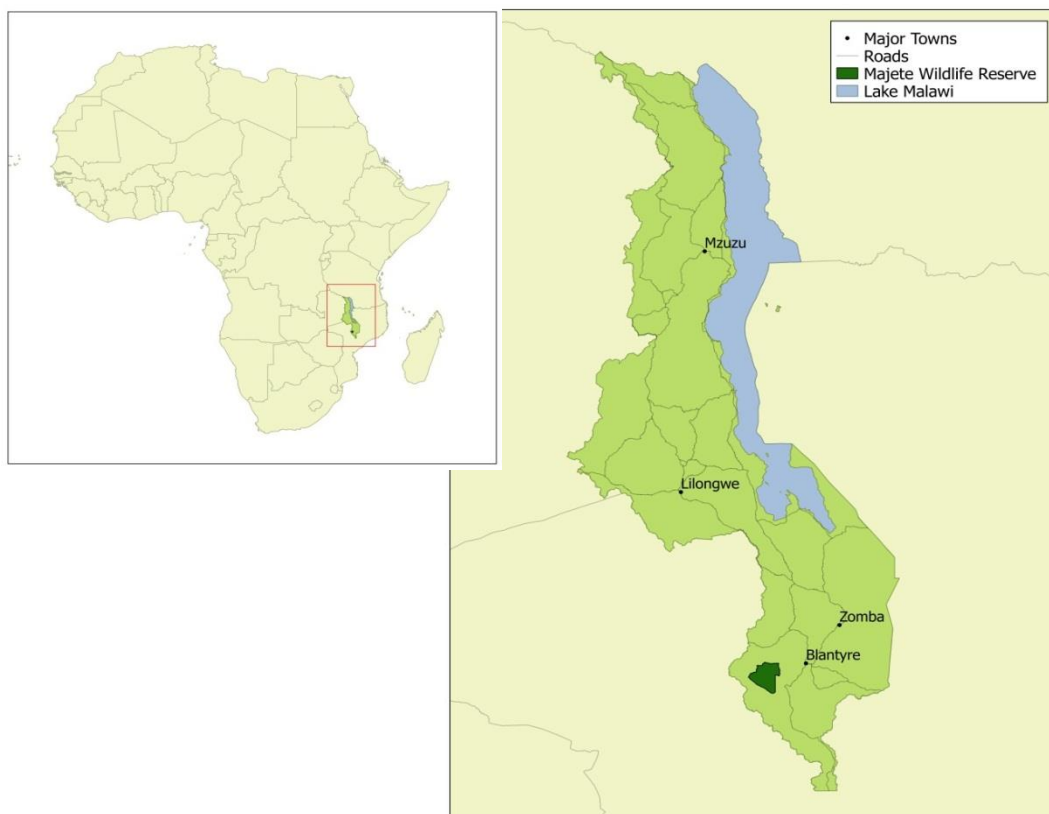 Major Towns
Roads
Majete Wildlife Reserve
Lake Malawi
Mzuzu
Lilongwe
Zomba
Blantyre